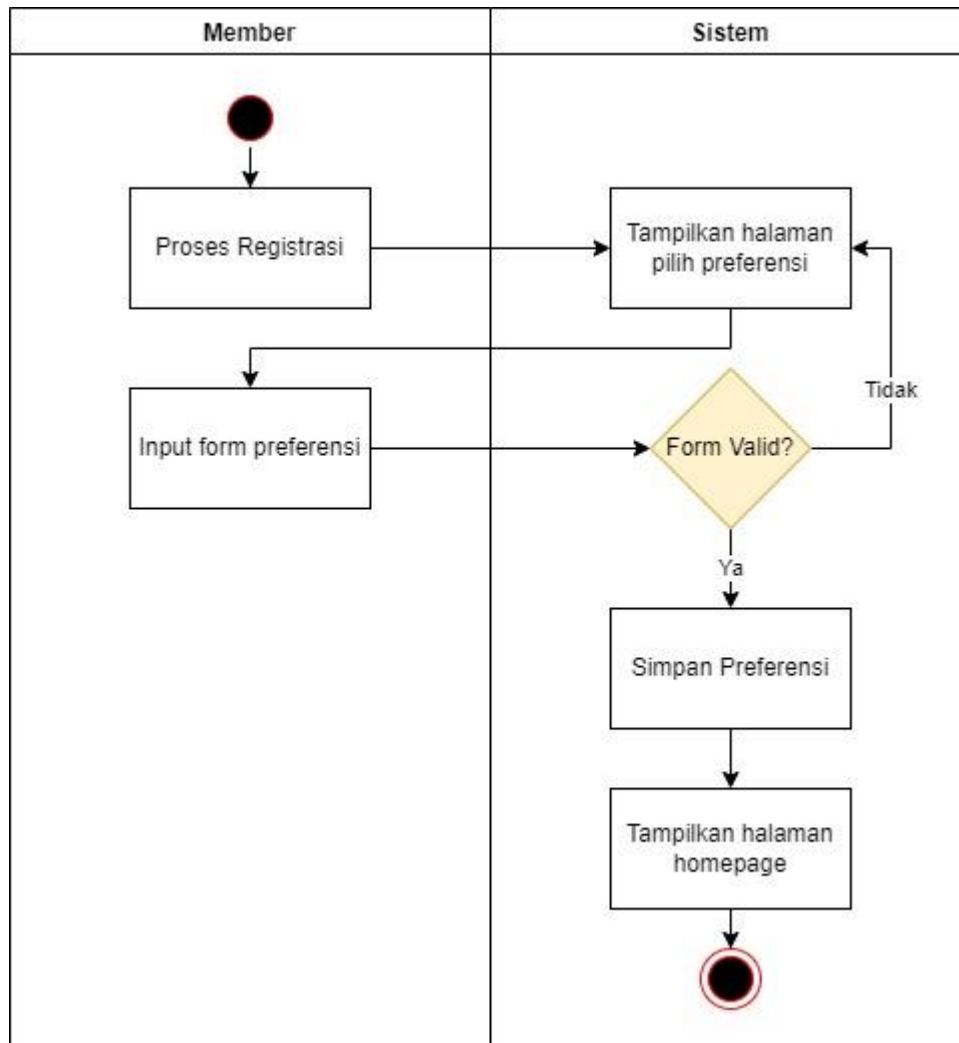 Member
Sistem
Proses Registrasi
Tampilkan halaman
pilih preferensi
Input form preferensi
Form Valid?
Tidak
Ya
Simpan Preferensi
Tampilkan halaman
homepage